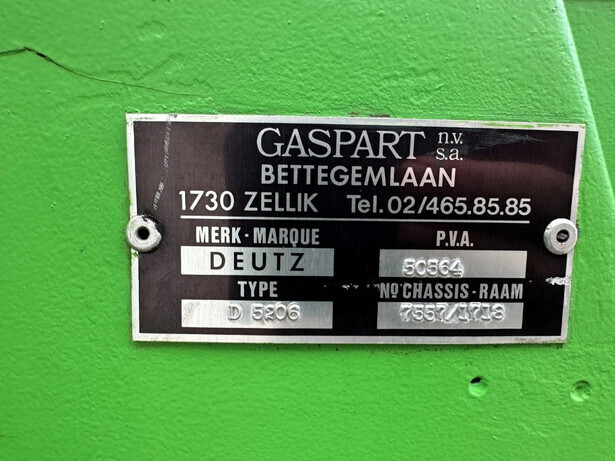 GASPART n.v. s.a.
BETTEGEMLAAN
1730 ZELLIK Tel. 02/465.85.85
MERK - MARQUE P.V.A.
DEUTZ 50564
TYPE Nº CHASSIS - RAAM
D 5206 7557/1718